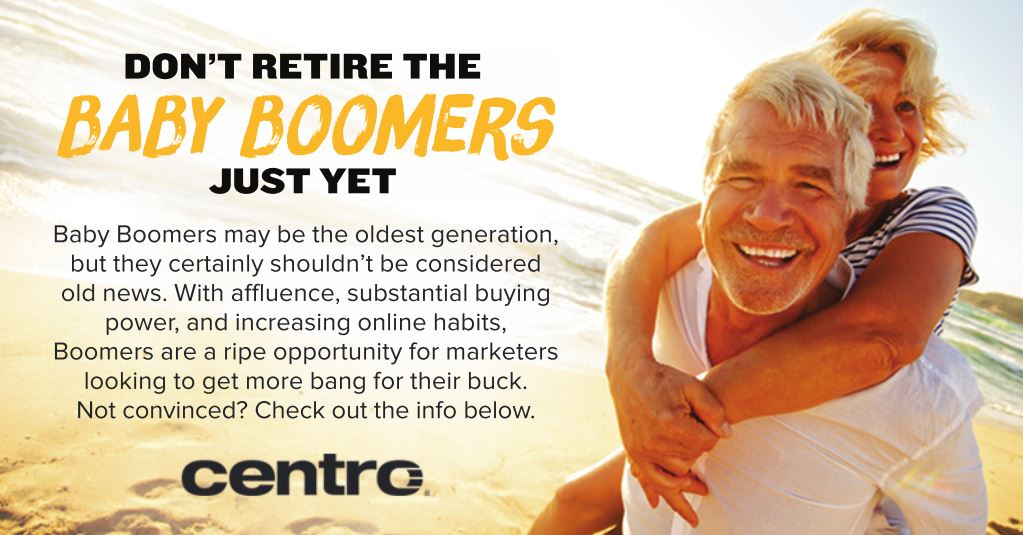 DON'T RETIRE THE
BABY BOOMERS
JUST YET
Baby Boomers may be the oldest generation,
but they certainly shouldn't be considered
old news. With affluence, substantial buying
power, and increasing online habits,
Boomers are a ripe opportunity for marketers
looking to get more bang for their buck.
Not convinced? Check out the info below.
centro